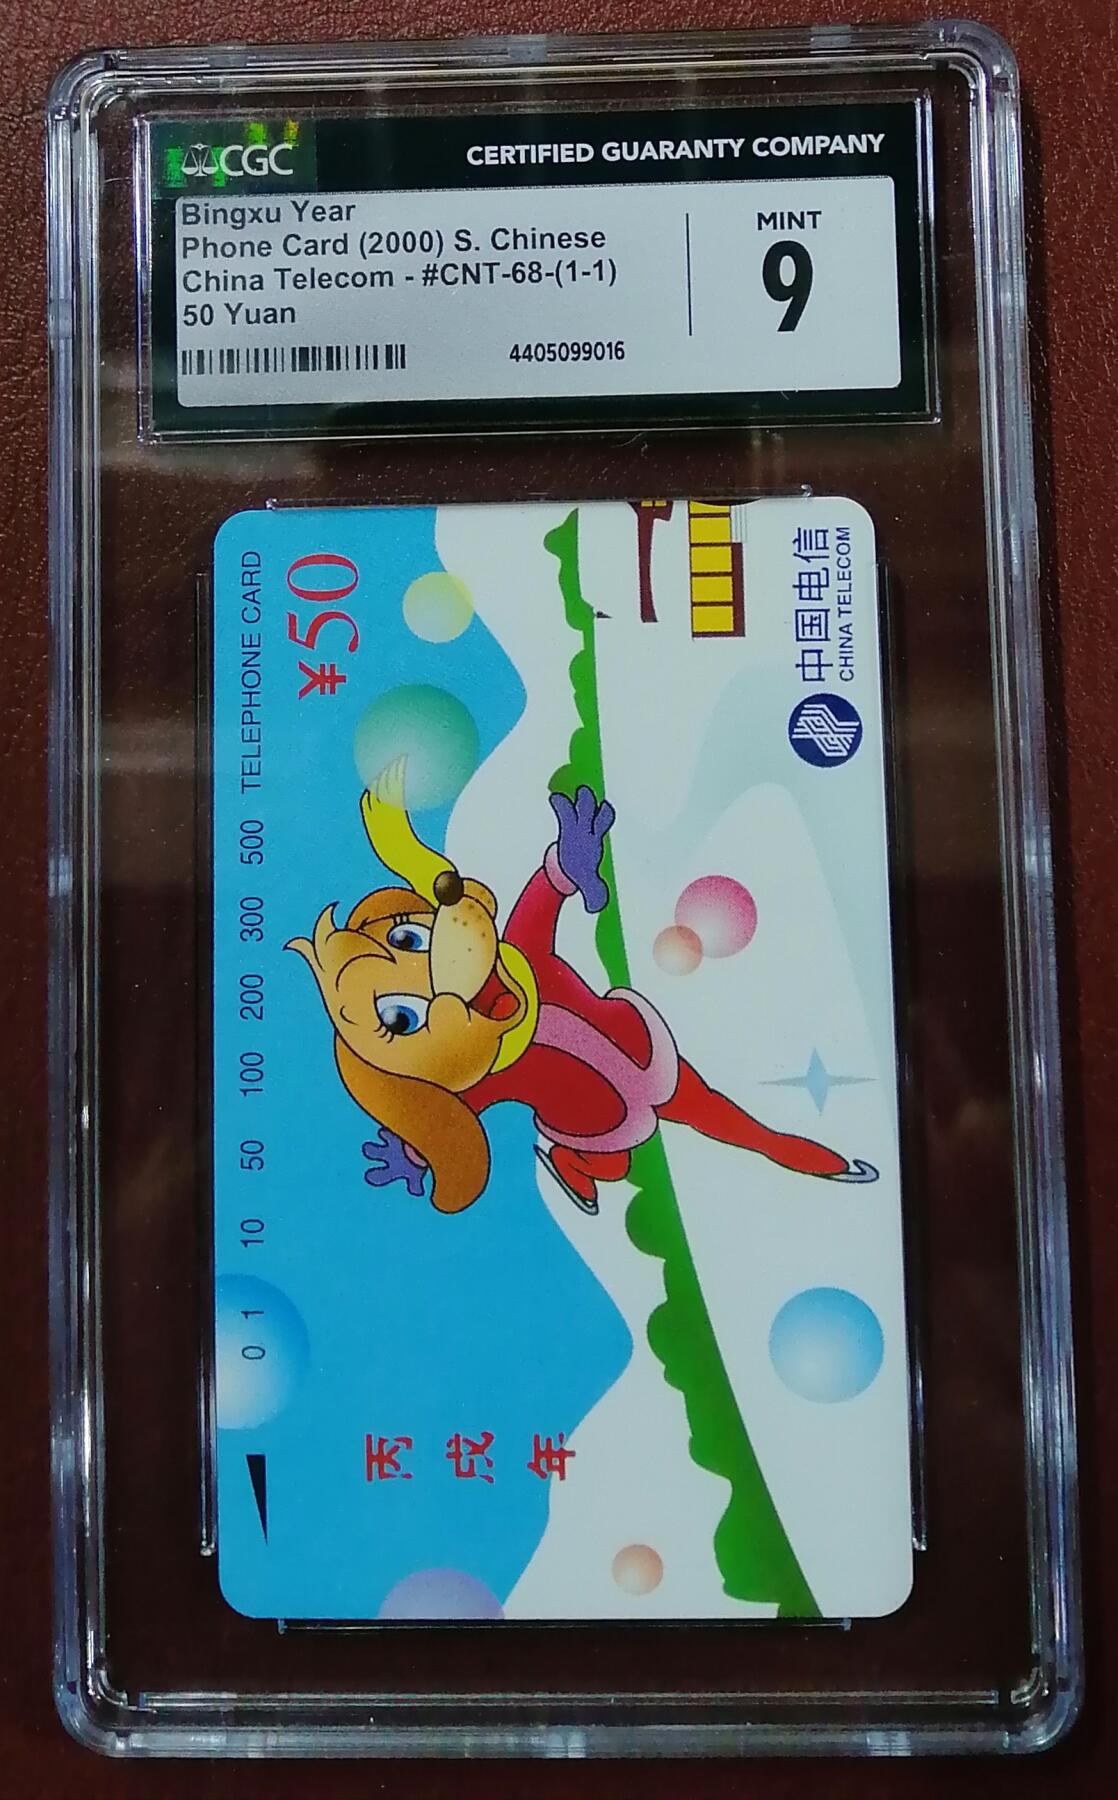 CGC
CERTIFIED GUARANTY COMPANY
Bingxu Year
Phone Card (2000) S. Chinese
China Telecom - #CNT-68-(1-1)
50 Yuan
4405099016
MINT
9
0 1 10 50 100 200 300 500 TELEPHONE CARD
¥50
丙戌年
中国电信
CHINA TELECOM